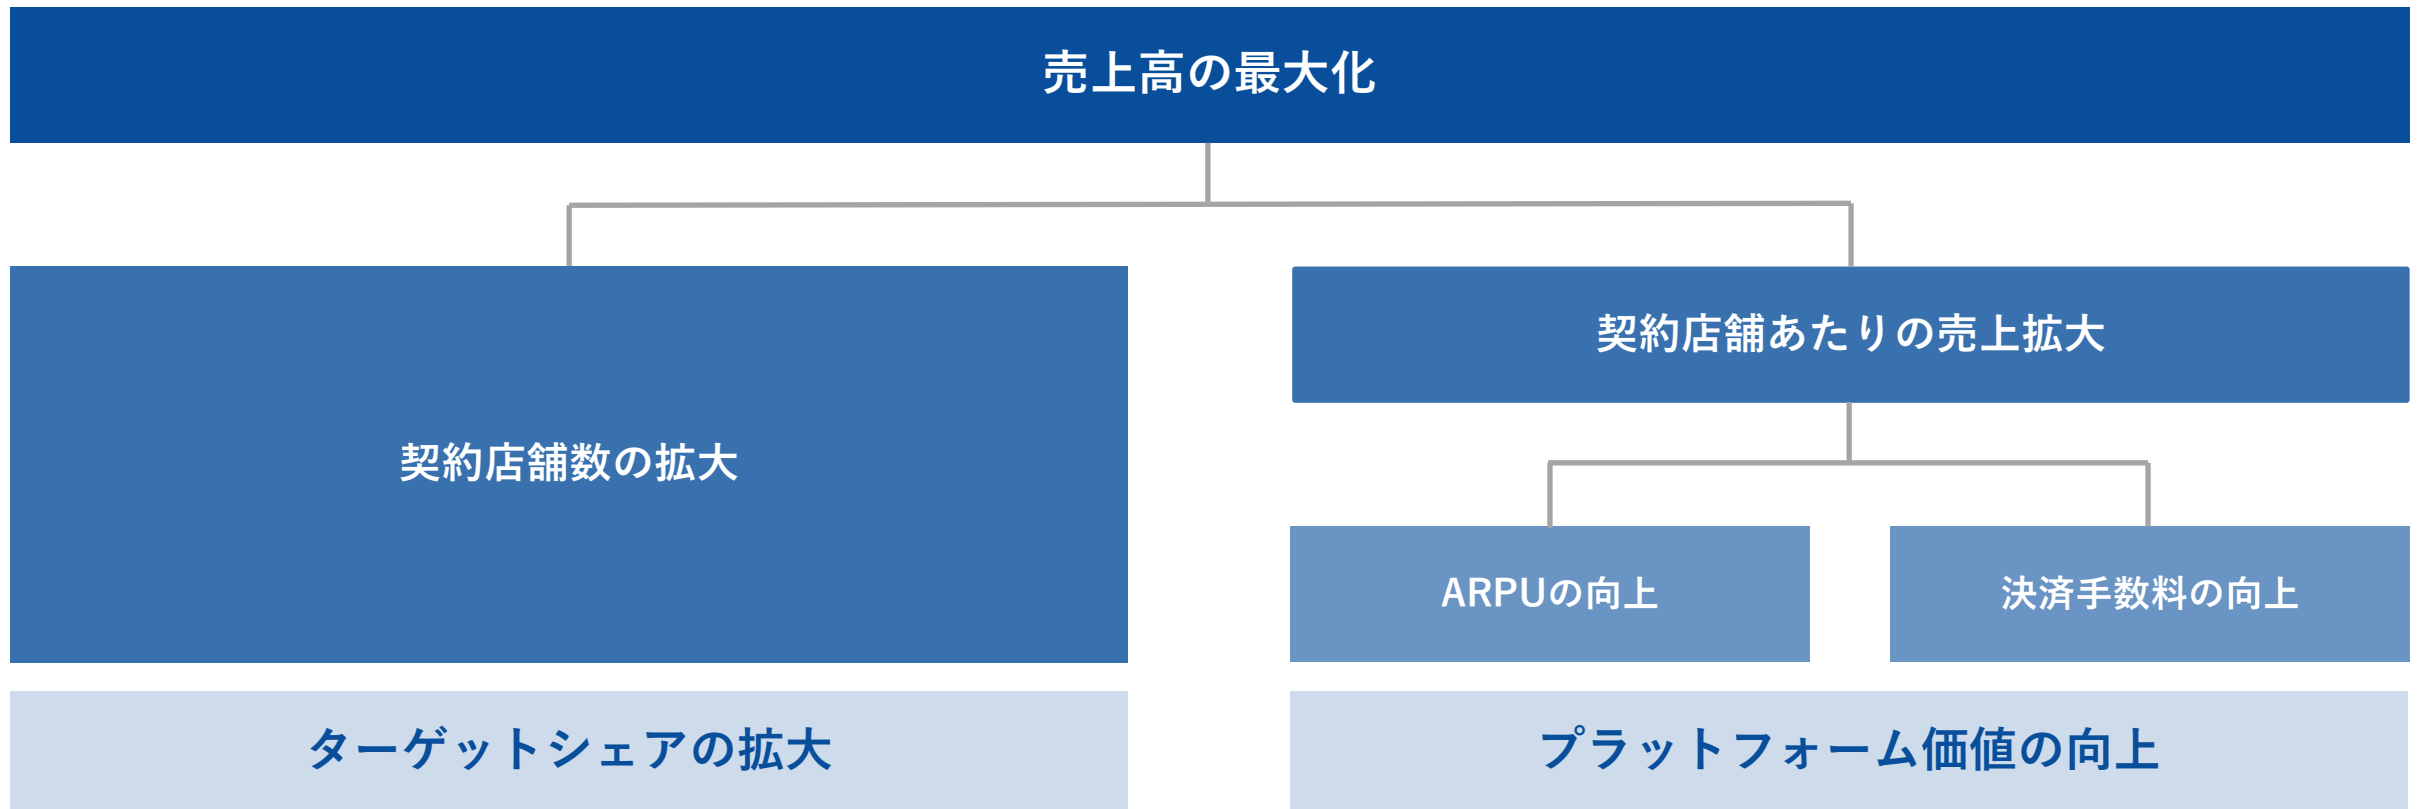 売上高の最大化
契約店舗数の拡大
契約店舗あたりの売上拡大
ARPUの向上
決済手数料の向上
ターゲットシェアの拡大
プラットフォーム価値の向上